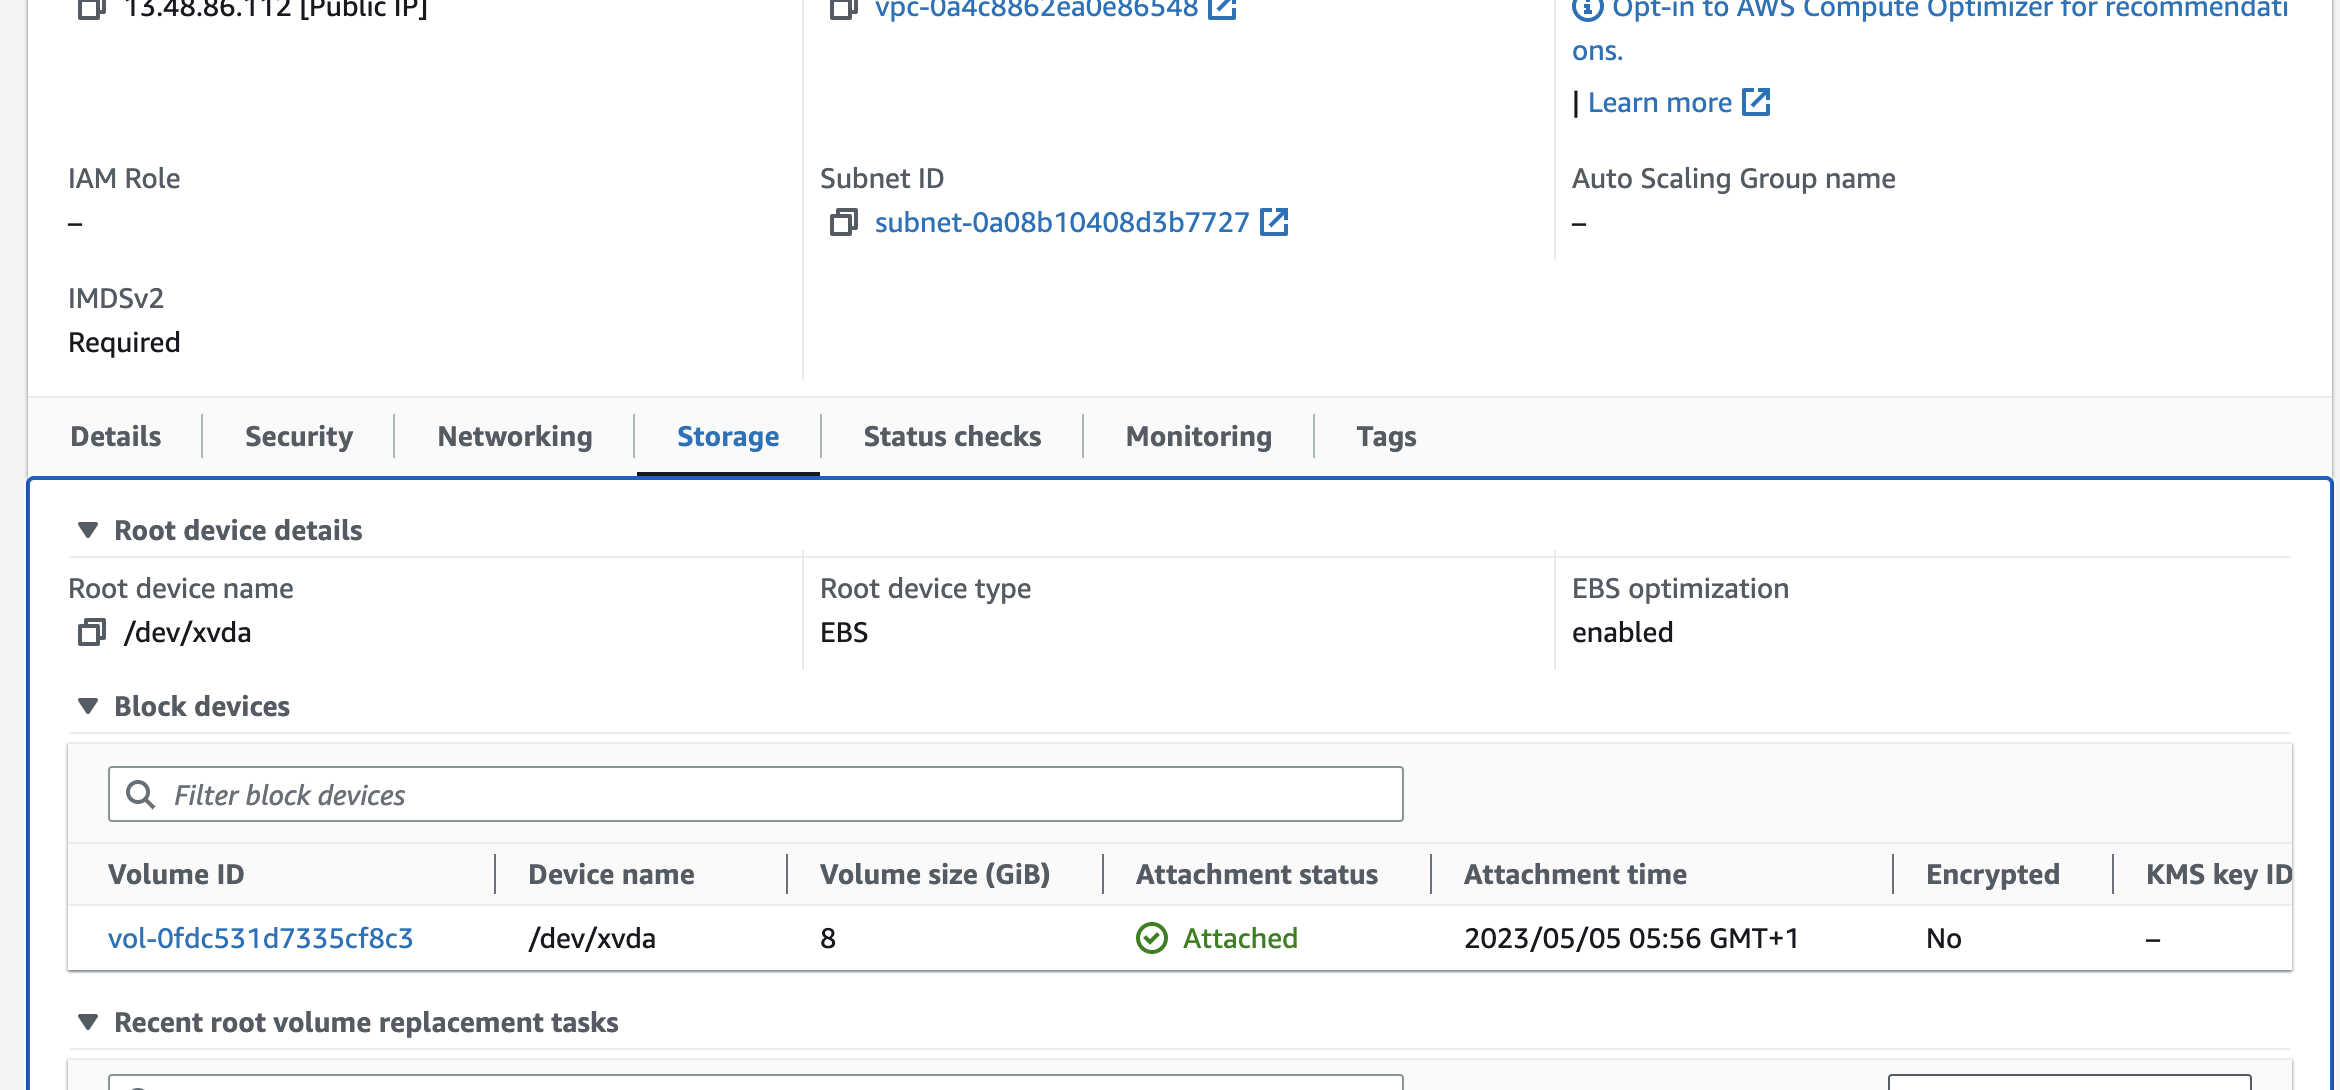 13.48.86.112 [Public IP]
vpc-0a4c8862ea0e86548
Opt-in to AWS Compute Optimizer for recommendati
ons.
| Learn more
IAM Role
–
Subnet ID
subnet-0a08b10408d3b7727
Auto Scaling Group name
–
IMDSv2
Required
Details
Security
Networking
Storage
Status checks
Monitoring
Tags
Root device details
Root device name
/dev/xvda
Root device type
EBS
EBS optimization
enabled
Block devices
Filter block devices
Volume ID
Device name
Volume size (GiB)
Attachment status
Attachment time
Encrypted
KMS key ID
vol-0fdc531d7335cf8c3
/dev/xvda
8
Attached
2023/05/05 05:56 GMT+1
No
–
Recent root volume replacement tasks